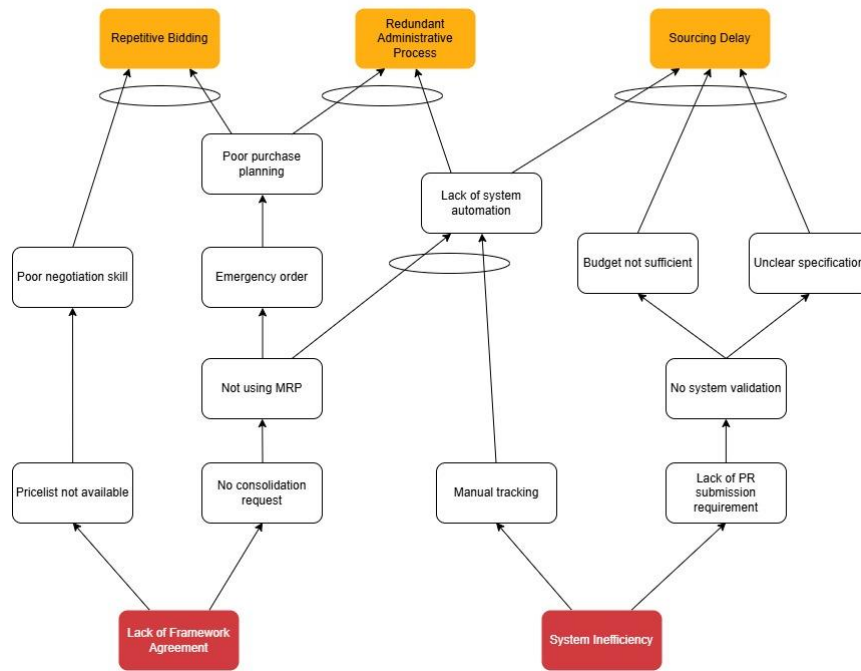 Repetitive Bidding
Redundant
Administrative
Process
Sourcing Delay
Poor purchase
planning
Lack of system
automation
Poor negotiation skill
Emergency order
Budget not sufficient
Unclear specification
Not using MRP
No system validation
Pricelist not available
No consolidation
request
Manual tracking
Lack of PR
submission
requirement
Lack of Framework
Agreement
System Inefficiency